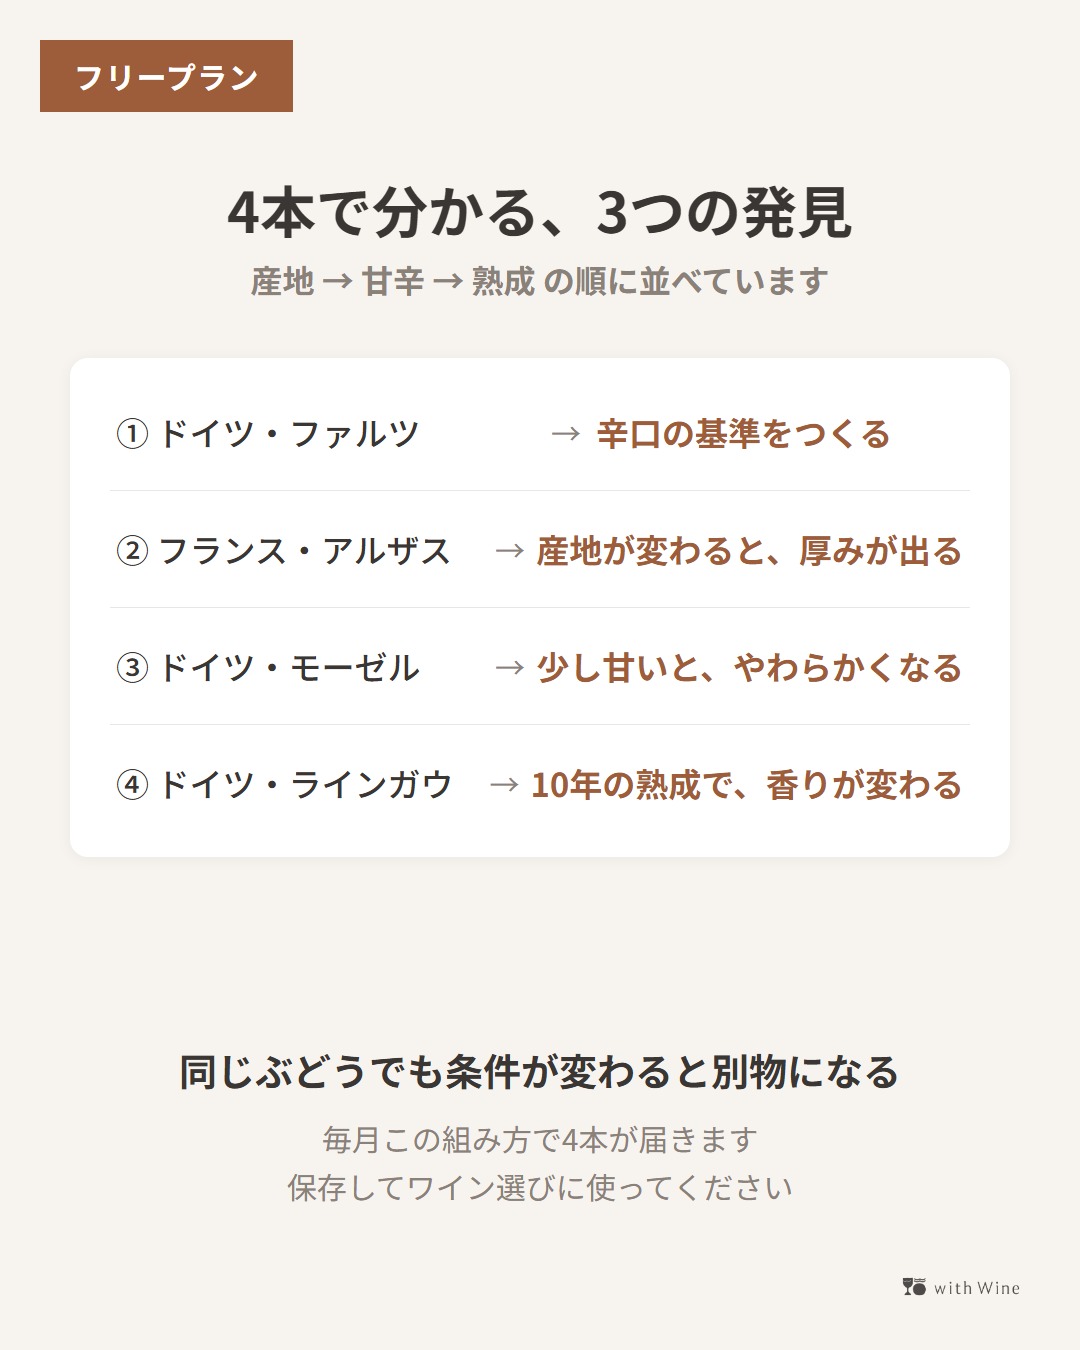 フリープラン
4本で分かる、3つの発見
産地 → 甘辛 → 熟成 の順に並べています
① ドイツ・ファルツ → 辛口の基準をつくる
② フランス・アルザス → 産地が変わると、厚みが出る
③ ドイツ・モーゼル → 少し甘いと、やわらかくなる
④ ドイツ・ラインガウ → 10年の熟成で、香りが変わる
同じぶどうでも条件が変わると別物になる
毎月この組み方で4本が届きます
保存してワイン選びに使ってください
with Wine